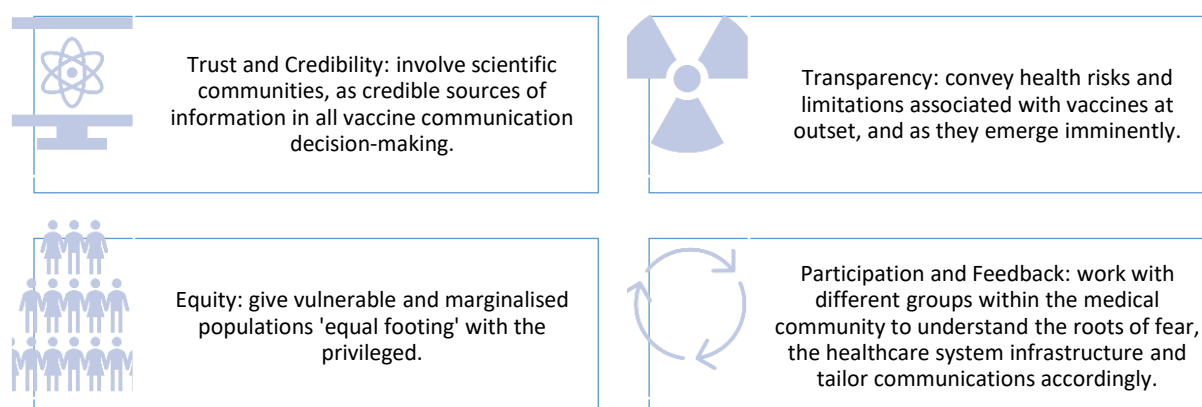 Trust and Credibility: involve scientific
communities, as credible sources of
information in all vaccine communication
decision-making.
Transparency: convey health risks and
limitations associated with vaccines at
outset, and as they emerge imminently.
Equity: give vulnerable and marginalised
populations 'equal footing' with the
privileged.
Participation and Feedback: work with
different groups within the medical
community to understand the roots of fear,
the healthcare system infrastructure and
tailor communications accordingly.